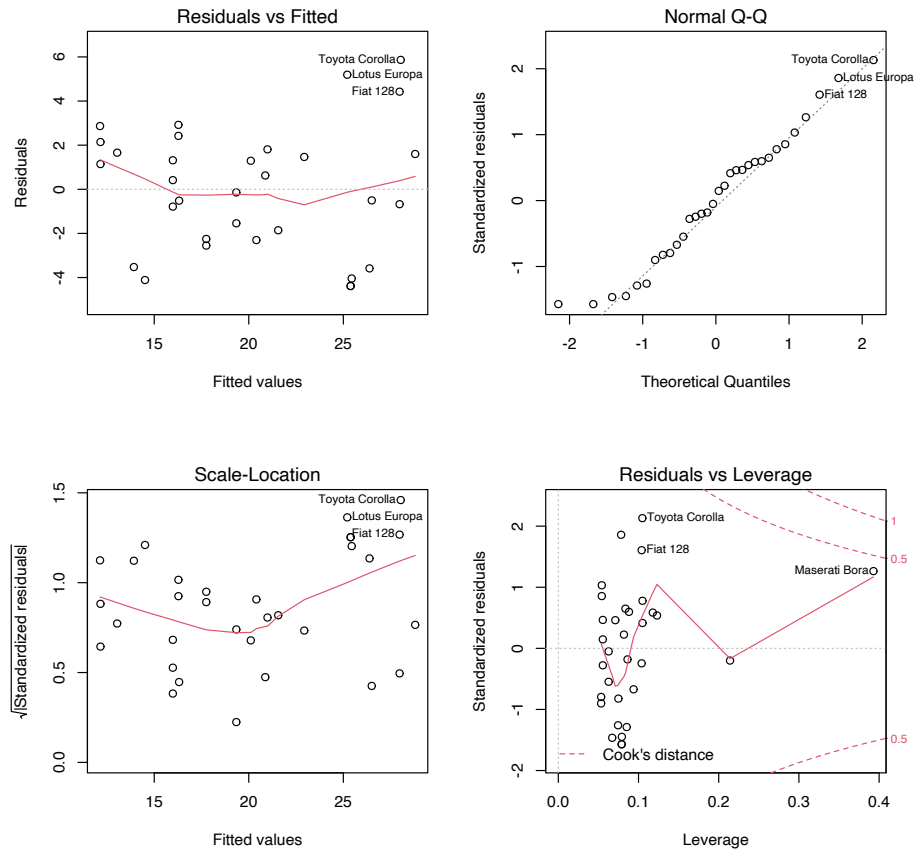 Residuals vs Fitted
6
4
2
0
-2
-4
Residuals
Toyota Corolla
Lotus Europa
Fiat 128
15 20 25
Fitted values
Normal Q-Q
2
1
0
-1
Standardized residuals
Toyota Corolla
Lotus Europa
Fiat 128
-2 -1 0 1 2
Theoretical Quantiles
Scale-Location
1.5
1.0
0.5
0.0
√|Standardized residuals|
Toyota Corolla
Lotus Europa
Fiat 128
15 20 25
Fitted values
Residuals vs Leverage
2
1
0
-1
-2
Standardized residuals
Toyota Corolla
Fiat 128
Maserati Bora
1
0.5
0.5
Cook's distance
0.0 0.1 0.2 0.3 0.4
Leverage